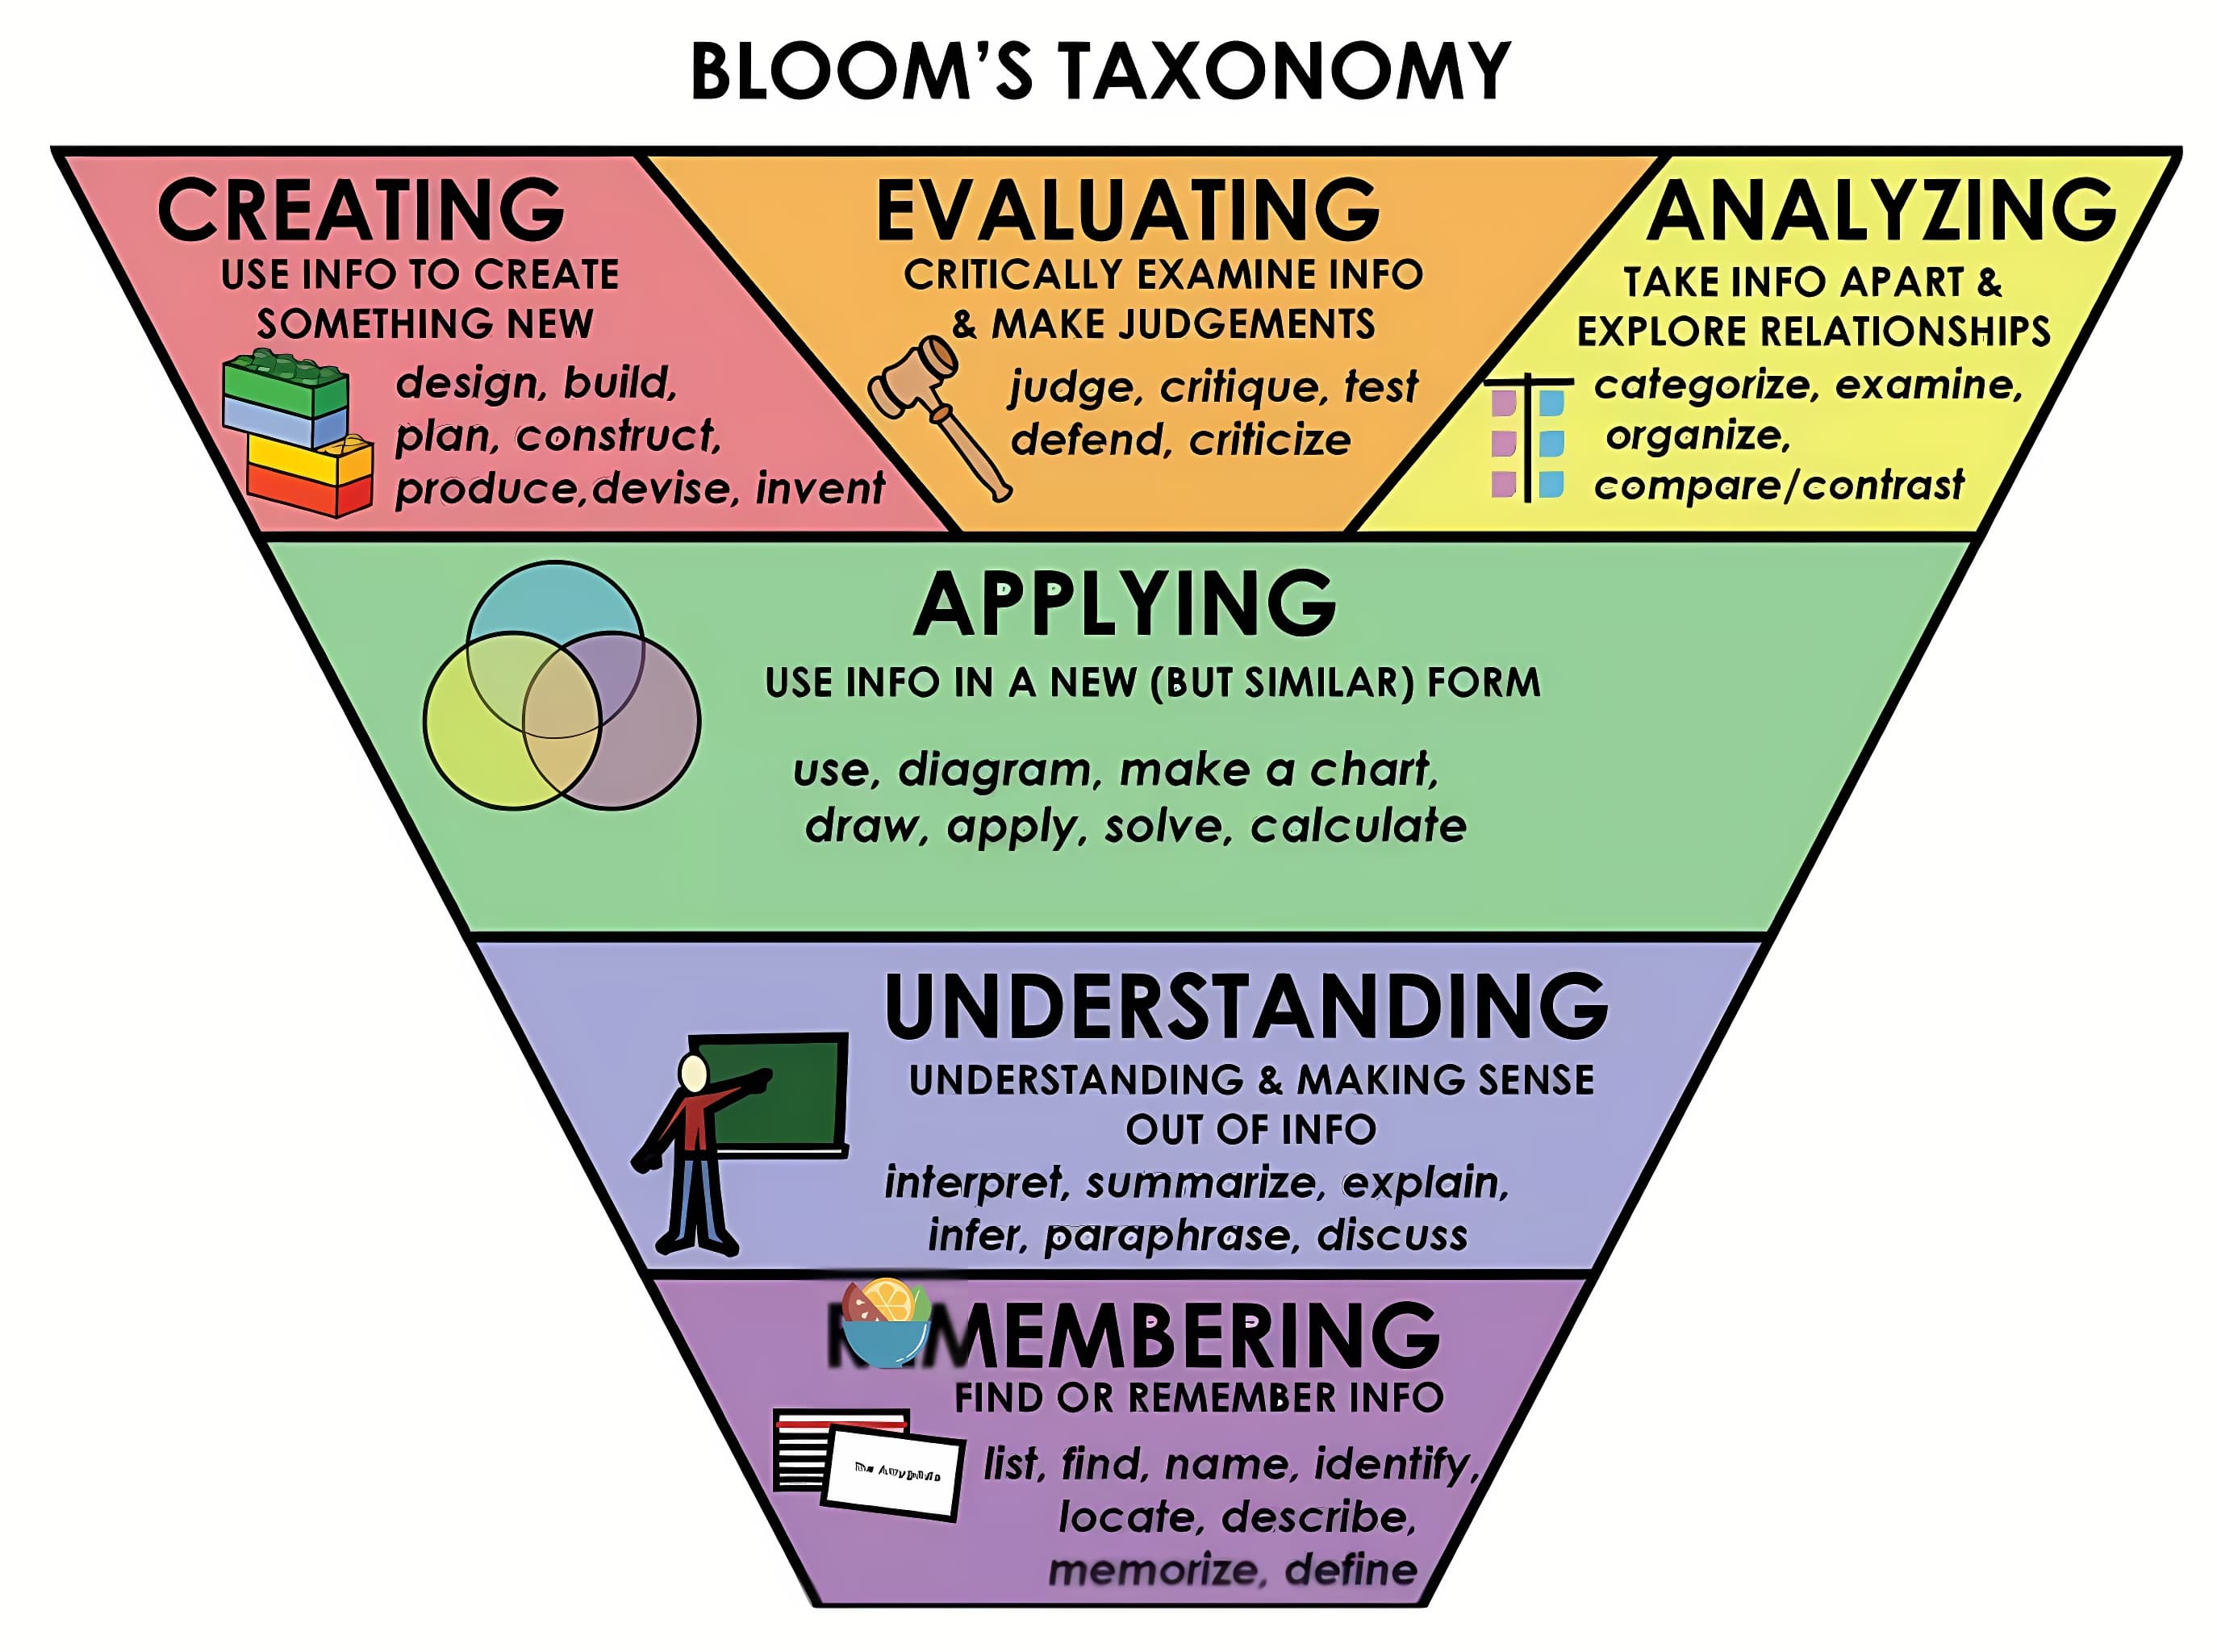 BLOOM'S TAXONOMY
CREATING
USE INFO TO CREATE
SOMETHING NEW
design, build,
plan, construct,
produce,devise, invent
EVALUATING
CRITICALLY EXAMINE INFO
& MAKE JUDGEMENTS
judge, critique, test
defend, criticize
ANALYZING
TAKE INFO APART &
EXPLORE RELATIONSHIPS
categorize, examine,
organize,
compare/contrast
APPLYING
USE INFO IN A NEW (BUT SIMILAR) FORM
use, diagram, make a chart,
draw, apply, solve, calculate
UNDERSTANDING
UNDERSTANDING & MAKING SENSE
OUT OF INFO
interpret, summarize, explain,
infer, paraphrase, discuss
REMEMBERING
FIND OR REMEMBER INFO
list, find, name, identify,
locate, describe,
memorize, define